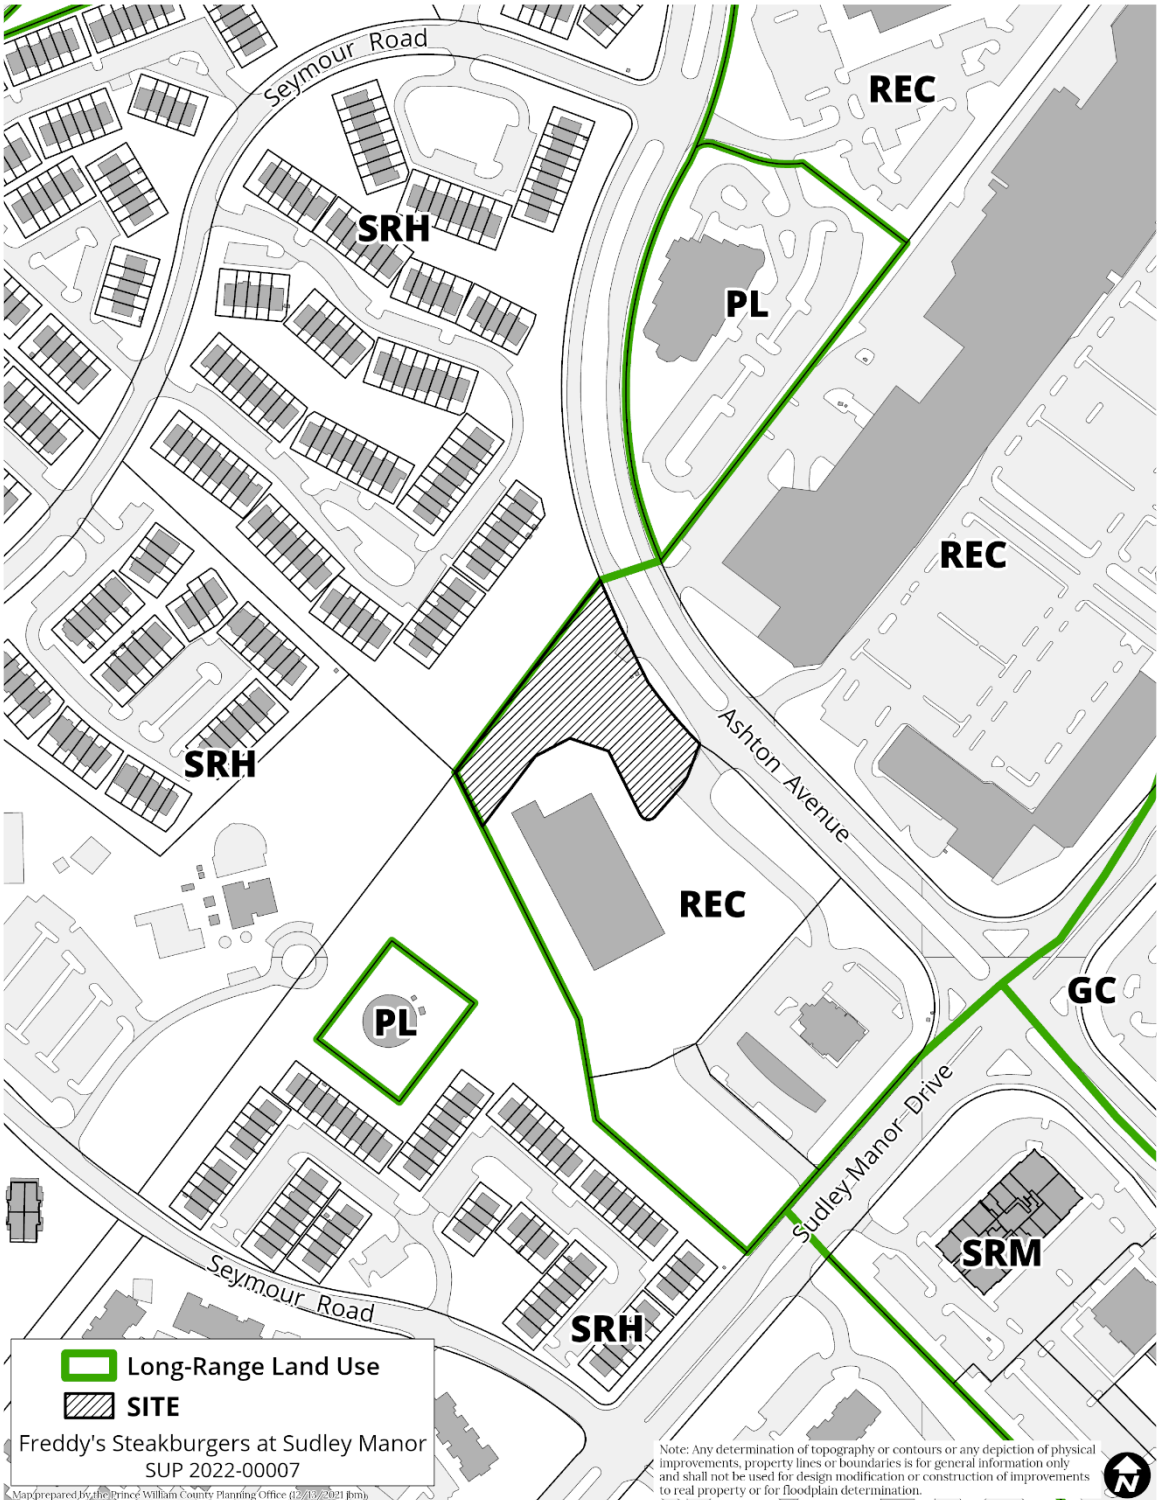 Seymour Road
REC
SRH
PL
REC
SRH
Ashton Avenue
REC
GC
PL
Sudley Manor Drive
SRM
Seymour Road
SRH
Long-Range Land Use
SITE
Freddy's Steakburgers at Sudley Manor
SUP 2022-00007
Map prepared by the Prince William County Planning Office (12/13/2021 jbm)
Note: Any determination of topography or contours or any depiction of physical
improvements, property lines or boundaries is for general information only
and shall not be used for design modification or construction of improvements
to real property or for floodplain determination.
N